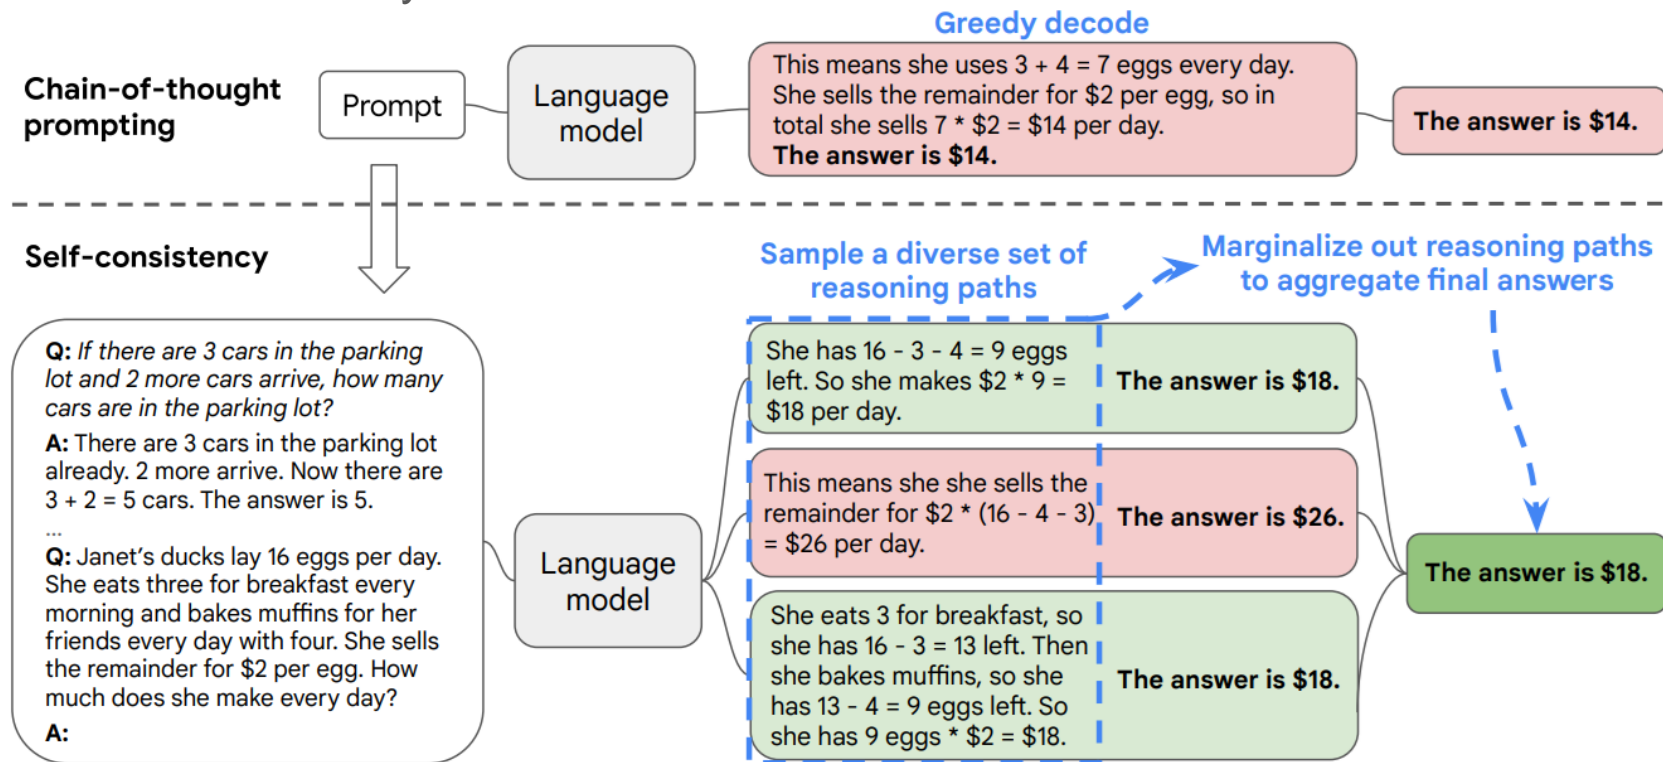 Greedy decode
Chain-of-thought
prompting
Prompt
Language
model
This means she uses 3 + 4 = 7 eggs every day.
She sells the remainder for $2 per egg, so in
total she sells 7 * $2 = $14 per day.
The answer is $14.
The answer is $14.
Self-consistency
Sample a diverse set of
reasoning paths
Marginalize out reasoning paths
to aggregate final answers
Q: If there are 3 cars in the parking
lot and 2 more cars arrive, how many
cars are in the parking lot?
A: There are 3 cars in the parking lot
already. 2 more arrive. Now there are
3 + 2 = 5 cars. The answer is 5.
...
Q: Janet's ducks lay 16 eggs per day.
She eats three for breakfast every
morning and bakes muffins for her
friends every day with four. She sells
the remainder for $2 per egg. How
much does she make every day?
A:
Language
model
She has 16 - 3 - 4 = 9 eggs
left. So she makes $2 * 9 =
$18 per day.
The answer is $18.
This means she she sells the
remainder for $2 * (16 - 4 - 3)
= $26 per day.
The answer is $26.
She eats 3 for breakfast, so
she has 16 - 3 = 13 left. Then
she bakes muffins, so she
has 13 - 4 = 9 eggs left. So
she has 9 eggs * $2 = $18.
The answer is $18.
The answer is $18.